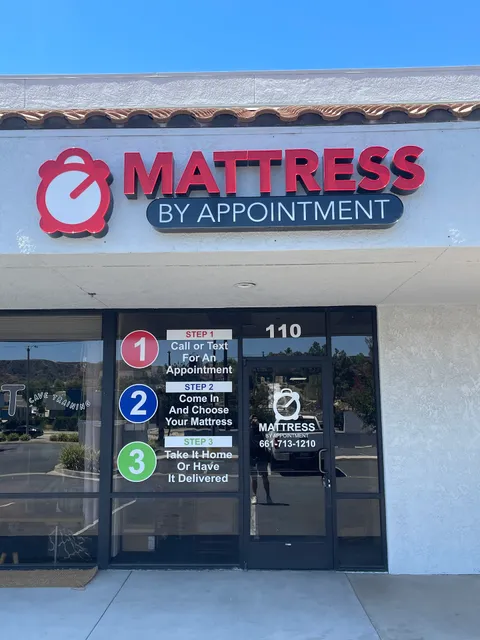 MATTRESS
BY APPOINTMENT
110
1
STEP 1
Call or Text
For An
Appointment
2
STEP 2
Come In
And Choose
Your Mattress
3
STEP 3
Take It Home
Or Have
It Delivered
MATTRESS
BY APPOINTMENT
661-713-1210
T
CAVE TRAINING